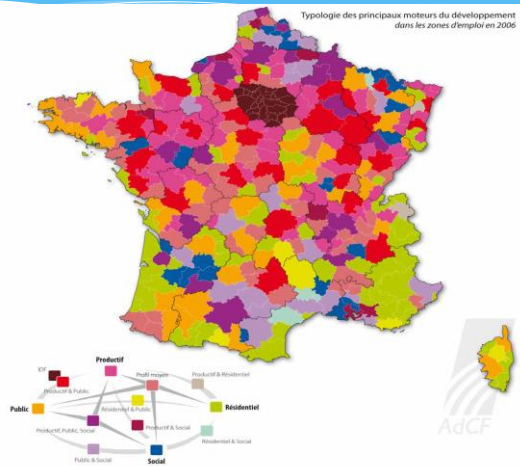 Typologie des principaux moteurs du développement
dans les zones d'emploi en 2006
Productif
IDF
Productif & Public
Profil moyen
Productif & Résidentiel
Public
Résidentiel & Public
Résidentiel
Productif, Public, Social
Productif & Social
Résidentiel & Social
Public & Social
Social
AdCF